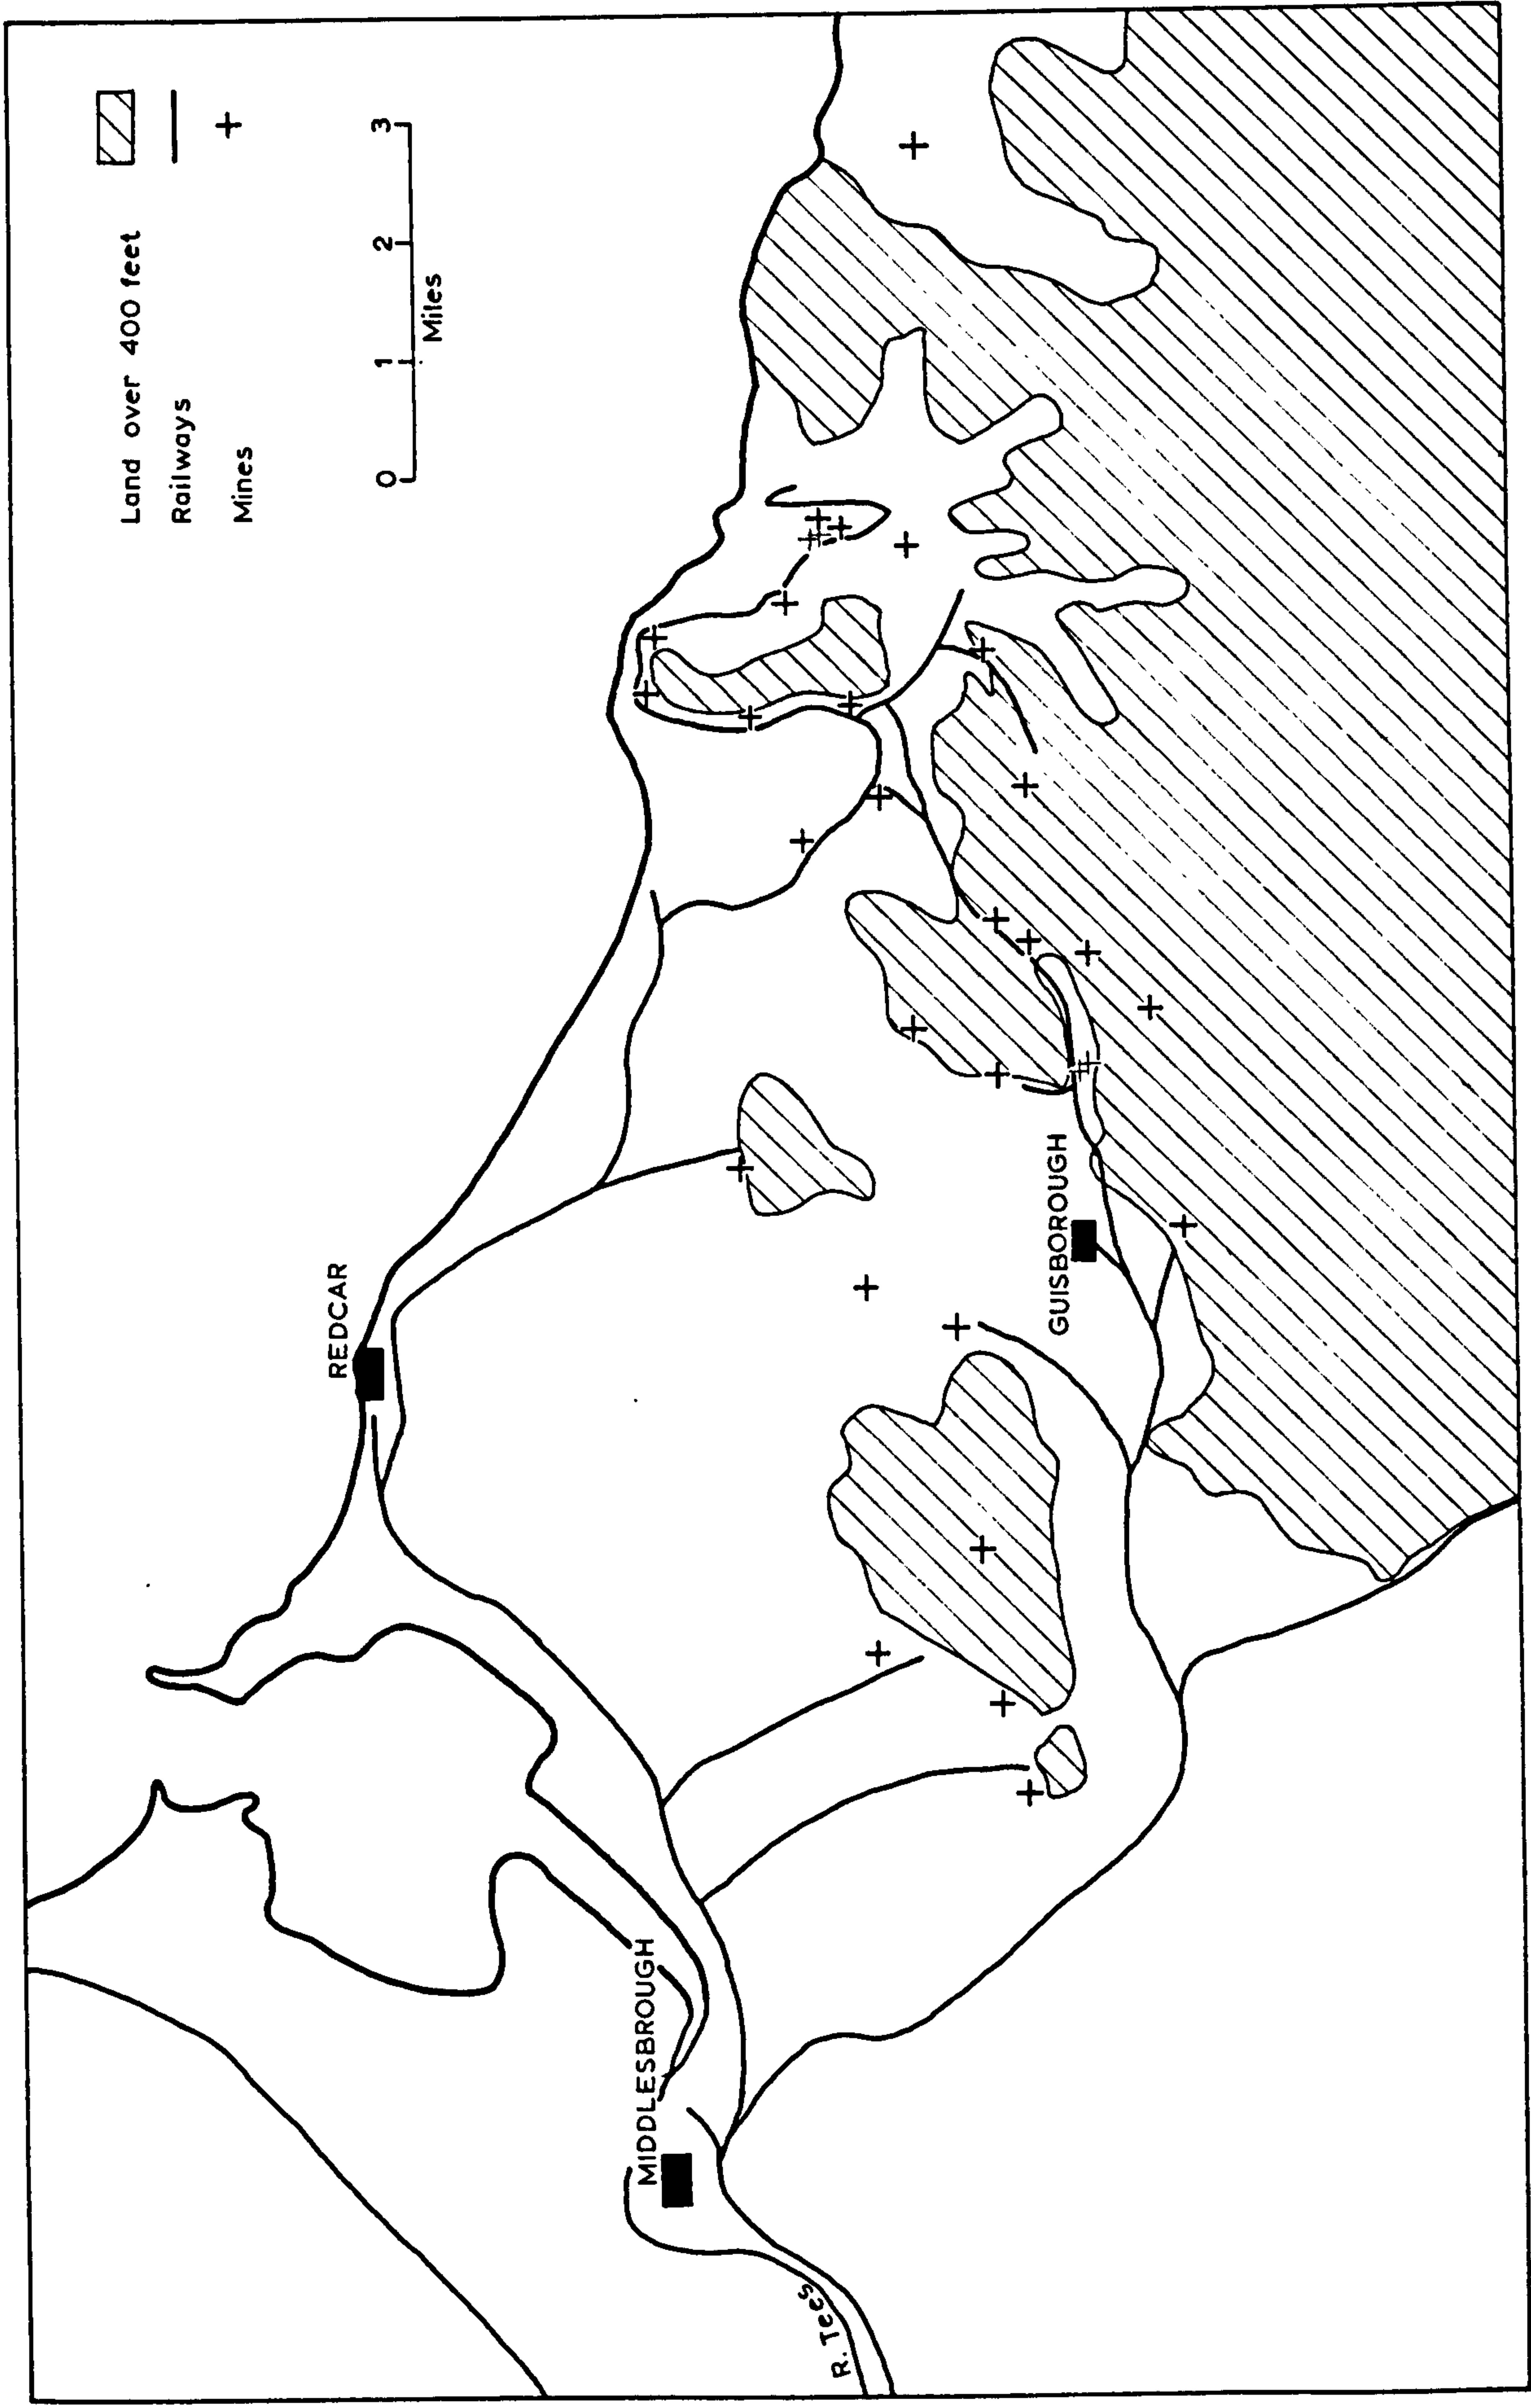 Land over 400 feet
Railways
Mines
0 1 2 3
Miles
REDCAR
MIDDLESBROUGH
GUISBOROUGH
R. Tees